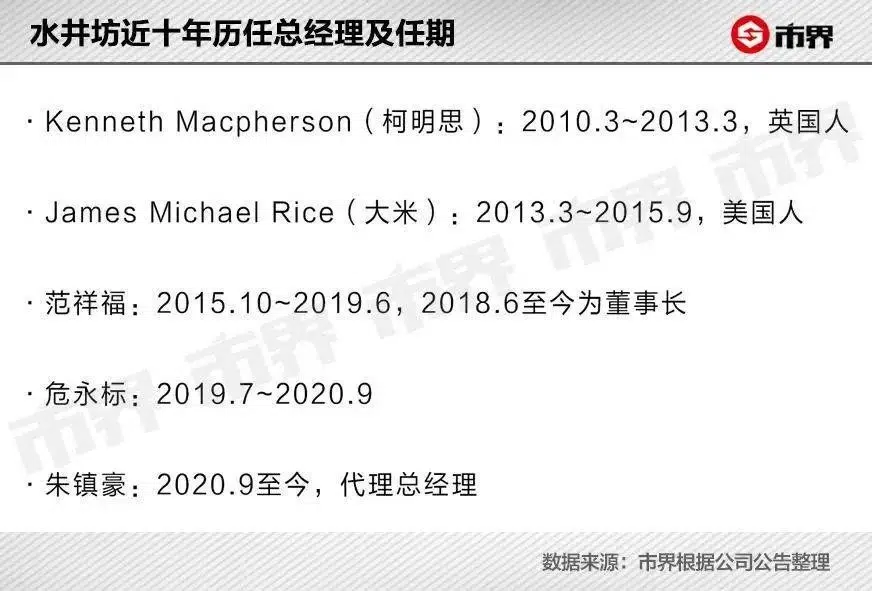 水井坊近十年历任总经理及任期
市界
· Kenneth Macpherson（柯明思）：2010.3~2013.3，英国人
· James Michael Rice（大米）：2013.3~2015.9，美国人
· 范祥福：2015.10~2019.6，2018.6至今为董事长
· 危永标：2019.7~2020.9
· 朱镇豪：2020.9至今，代理总经理
市界 市界 市界 市界 市界
数据来源：市界根据公司公告整理